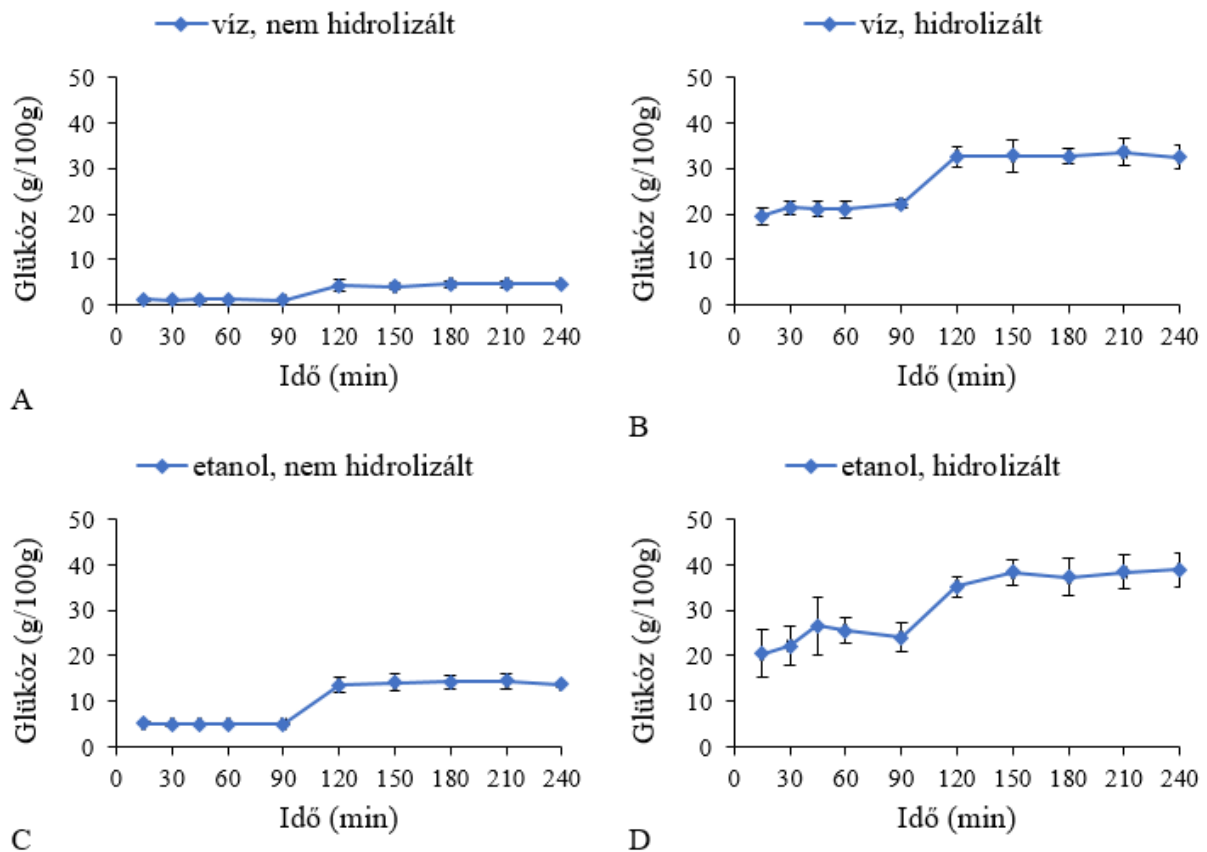 víz, nem hidrolizált
50
40
30
20
10
0
Glükóz (g/100g)
0 30 60 90 120 150 180 210 240
Idő (min)
A
víz, hidrolizált
50
40
30
20
10
0
Glükóz (g/100g)
0 30 60 90 120 150 180 210 240
Idő (min)
B
etanol, nem hidrolizált
50
40
30
20
10
0
Glükóz (g/100g)
0 30 60 90 120 150 180 210 240
Idő (min)
C
etanol, hidrolizált
50
40
30
20
10
0
Glükóz (g/100g)
0 30 60 90 120 150 180 210 240
Idő (min)
D